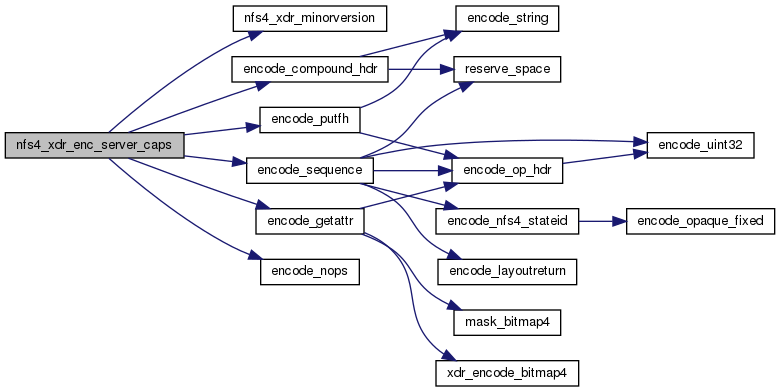 nfs4_xdr_enc_server_caps
nfs4_xdr_minorversion
encode_compound_hdr
encode_putfh
encode_sequence
encode_getattr
encode_nops
encode_string
reserve_space
encode_op_hdr
encode_nfs4_stateid
encode_layoutreturn
mask_bitmap4
xdr_encode_bitmap4
encode_uint32
encode_opaque_fixed